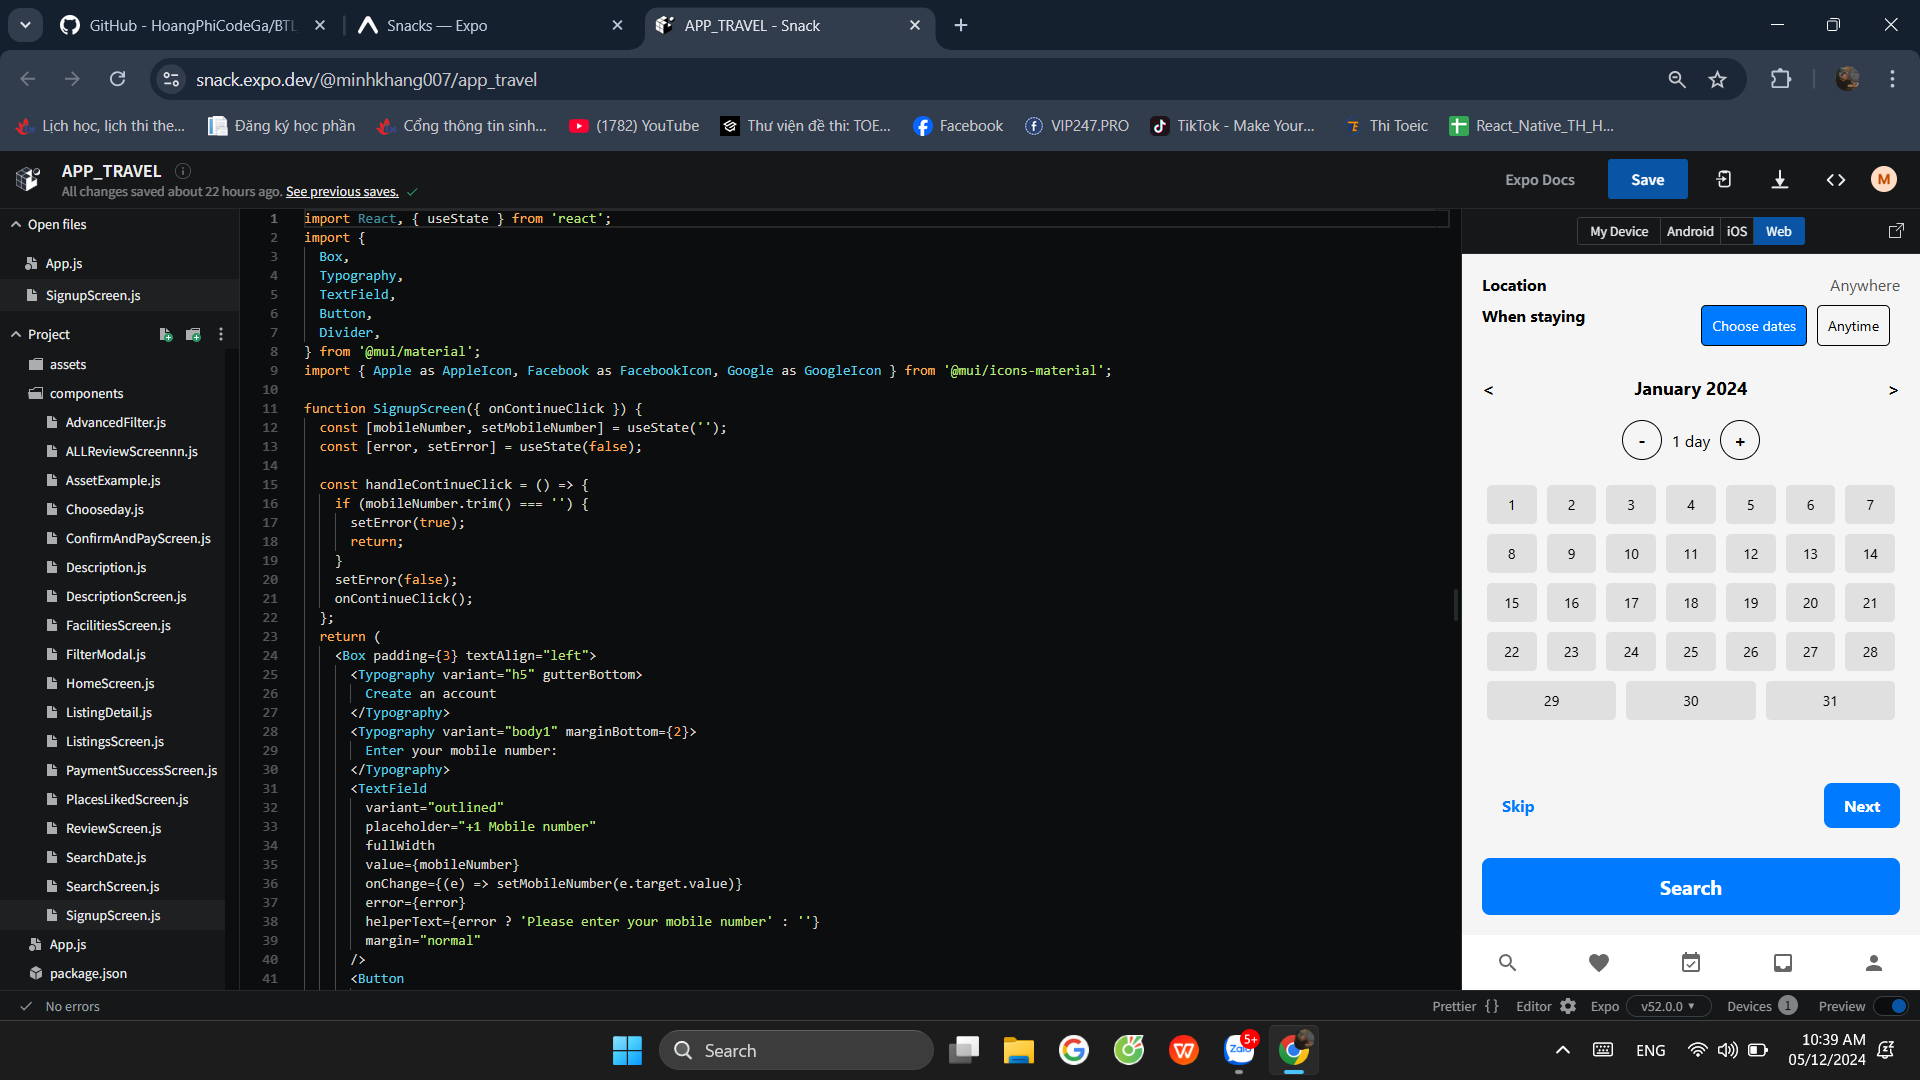 GitHub - HoangPhiCodeGa/BTL
Snacks — Expo
APP_TRAVEL - Snack
snack.expo.dev/@minhkhang007/app_travel
Lịch học, lịch thi the...
Đăng ký học phần
Cổng thông tin sinh...
(1782) YouTube
Thư viện đề thi: TOE...
Facebook
VIP247.PRO
TikTok - Make Your...
Thi Toeic
React_Native_TH_H...
APP_TRAVEL
All changes saved about 22 hours ago. See previous saves.
Expo Docs
Save
M
Open files
App.js
SignupScreen.js
Project
assets
components
AdvancedFilter.js
ALLReviewScreennn.js
AssetExample.js
Chooseday.js
ConfirmAndPayScreen.js
Description.js
DescriptionScreen.js
FacilitiesScreen.js
FilterModal.js
HomeScreen.js
ListingDetail.js
ListingsScreen.js
PaymentSuccessScreen.js
PlacesLikedScreen.js
ReviewScreen.js
SearchDate.js
SearchScreen.js
SignupScreen.js
App.js
package.json
1 import React, { useState } from 'react';
2 import {
3 Box,
4 Typography,
5 TextField,
6 Button,
7 Divider,
8 } from '@mui/material';
9 import { Apple as AppleIcon, Facebook as FacebookIcon, Google as GoogleIcon } from '@mui/icons-material';
10
11 function SignupScreen({ onContinueClick }) {
12 const [mobileNumber, setMobileNumber] = useState('');
13 const [error, setError] = useState(false);
14
15 const handleContinueClick = () => {
16 if (mobileNumber.trim() === '') {
17 setError(true);
18 return;
19 }
20 setError(false);
21 onContinueClick();
22 };
23 return (
24 <Box padding={3} textAlign="left">
25 <Typography variant="h5" gutterBottom>
26 Create an account
27 </Typography>
28 <Typography variant="body1" marginBottom={2}>
29 Enter your mobile number:
30 </Typography>
31 <TextField
32 variant="outlined"
33 placeholder="+1 Mobile number"
34 fullWidth
35 value={mobileNumber}
36 onChange={(e) => setMobileNumber(e.target.value)}
37 error={error}
38 helperText={error ? 'Please enter your mobile number' : ''}
39 margin="normal"
40 />
41 <Button
My Device
Android
iOS
Web
Location
Anywhere
When staying
Choose dates
Anytime
<
January 2024
>
- 1 day +
1 2 3 4 5 6 7
8 9 10 11 12 13 14
15 16 17 18 19 20 21
22 23 24 25 26 27 28
29 30 31
Skip
Next
Search
No errors
Prettier {}
Editor
Expo
v52.0.0
Devices 1
Preview
Search
Zalo
5+
ENG
10:39 AM
05/12/2024